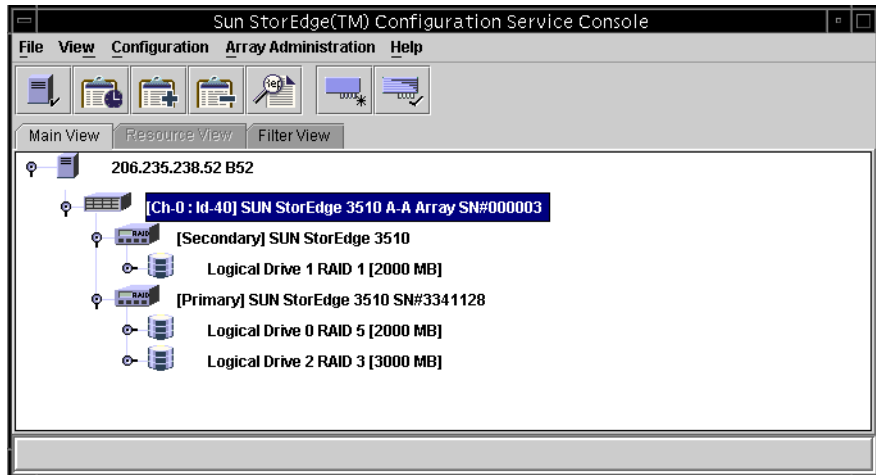 Sun StorEdge(TM) Configuration Service Console
File View Configuration Array Administration Help
Rep
Main View Resource View Filter View
206.235.238.52 B52
[Ch-0 : Id-40] SUN StorEdge 3510 A-A Array SN#000003
RAID [Secondary] SUN StorEdge 3510
Logical Drive 1 RAID 1 [2000 MB]
RAID [Primary] SUN StorEdge 3510 SN#3341128
Logical Drive 0 RAID 5 [2000 MB]
Logical Drive 2 RAID 3 [3000 MB]